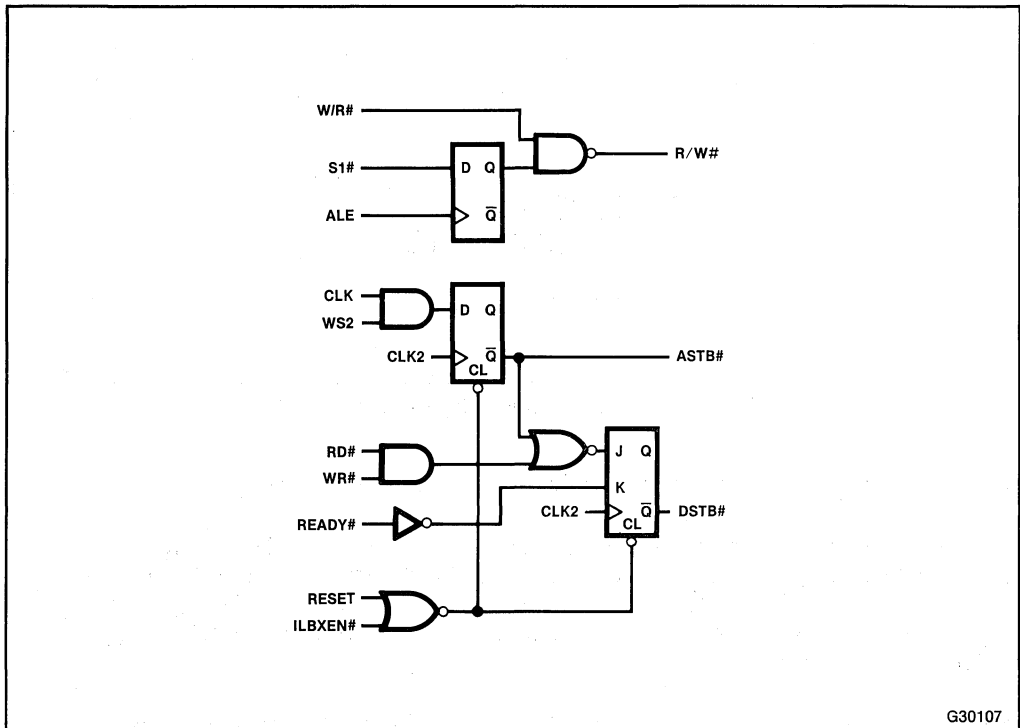 W/R#
R/W#
S1#
D Q
ALE
Q̅
CLK
D Q
WS2
CLK2
Q̅
ASTB#
CL
RD#
J Q
WR#
K
CLK2
Q̅
DSTB#
READY#
CL
RESET
ILBXEN#
G30107